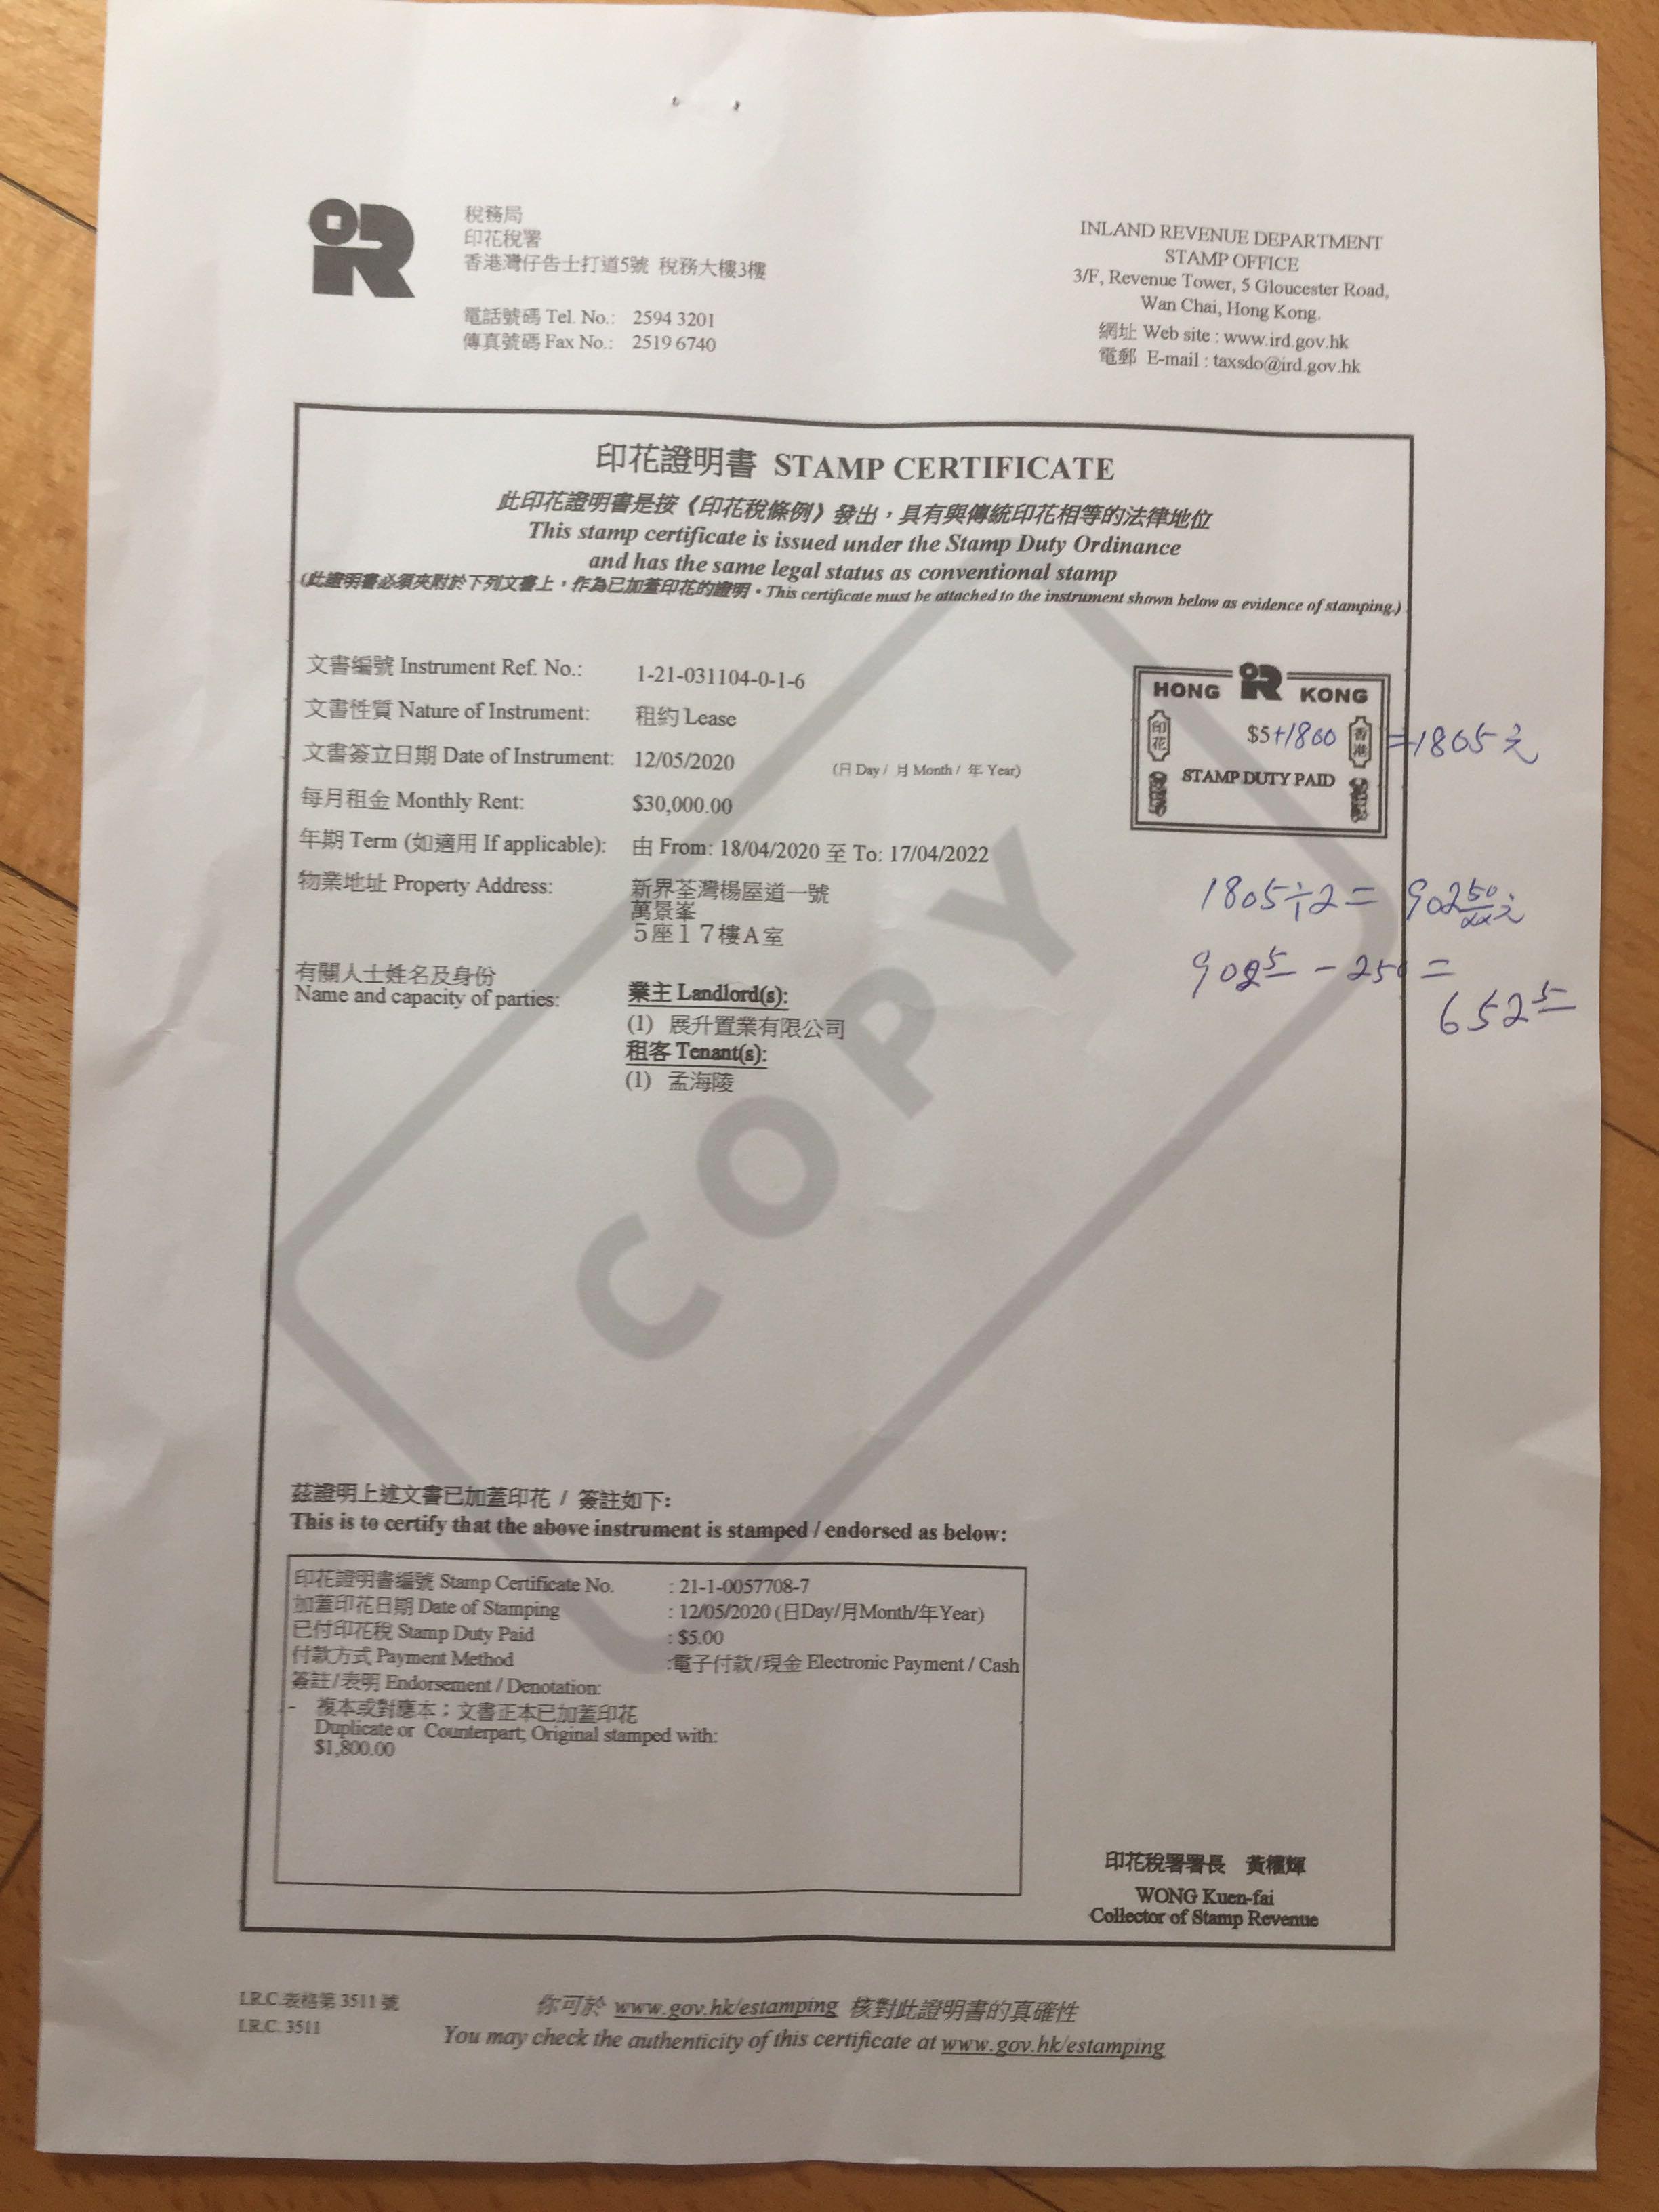 稅務局
印花稅署
香港灣仔告士打道5號 稅務大樓3樓
電話號碼 Tel. No.: 2594 3201
傳真號碼 Fax No.: 2519 6740
INLAND REVENUE DEPARTMENT
STAMP OFFICE
3/F, Revenue Tower, 5 Gloucester Road,
Wan Chai, Hong Kong.
網址 Web site : www.ird.gov.hk
電郵 E-mail : taxsdo@ird.gov.hk
印花證明書 STAMP CERTIFICATE
此印花證明書是按《印花稅條例》發出，具有與傳統印花相等的法律地位
This stamp certificate is issued under the Stamp Duty Ordinance
and has the same legal status as conventional stamp
(此證明書必須夾附於下列文書上，作為已加蓋印花的證明。This certificate must be attached to the instrument shown below as evidence of stamping.)
文書編號 Instrument Ref. No.: 1-21-031104-0-1-6
文書性質 Nature of Instrument: 租約 Lease
文書簽立日期 Date of Instrument: 12/05/2020 (日 Day / 月 Month / 年 Year)
每月租金 Monthly Rent: $30,000.00
年期 Term (如適用 If applicable): 由 From: 18/04/2020 至 To: 17/04/2022
物業地址 Property Address: 新界荃灣楊屋道一號
萬景峯
5座17樓A室
有關人士姓名及身份
Name and capacity of parties:
業主 Landlord(s):
(1) 展升置業有限公司
租客 Tenant(s):
(1) 孟海陵
HONG IR KONG
印花 $5+1800 香港 =1805元
STAMP DUTY PAID
1805÷2= 902 50/xx 元
902 5 - 250 =
652 5
COPY
茲證明上述文書已加蓋印花 / 簽註如下:
This is to certify that the above instrument is stamped / endorsed as below:
印花證明書編號 Stamp Certificate No. : 21-1-0057708-7
加蓋印花日期 Date of Stamping : 12/05/2020 (日Day/月Month/年Year)
已付印花稅 Stamp Duty Paid : $5.00
付款方式 Payment Method :電子付款/現金 Electronic Payment / Cash
簽註/表明 Endorsement / Denotation:
- 複本或對應本；文書正本已加蓋印花
Duplicate or Counterpart; Original stamped with:
$1,800.00
印花稅署署長 黃權輝
WONG Kuen-fai
Collector of Stamp Revenue
I.R.C.表格第 3511 號
I.R.C. 3511
你可於 www.gov.hk/estamping 核對此證明書的真確性
You may check the authenticity of this certificate at www.gov.hk/estamping